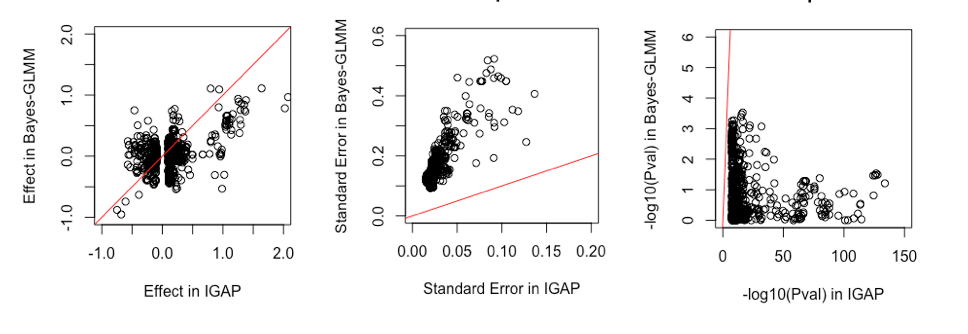 Effect in Bayes-GLMM
2.0
1.0
0.0
-1.0
-1.0 0.0 1.0 2.0
Effect in IGAP
Standard Error in Bayes-GLMM
0.6
0.4
0.2
0.0
0.00 0.05 0.10 0.15 0.20
Standard Error in IGAP
-log10(Pval) in Bayes-GLMM
6
5
4
3
2
1
0
0 50 100 150
-log10(Pval) in IGAP